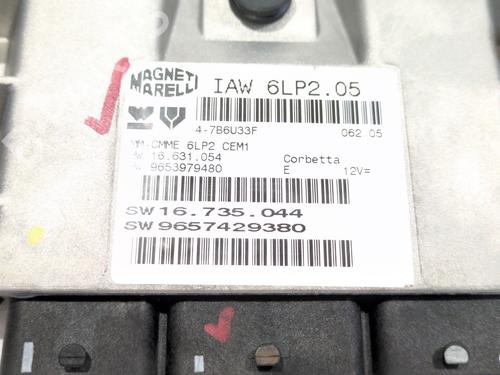 MAGNETI
MARELLI
IAW 6LP2.05
4-7B6U33F
062 05
MM-CMME 6LP2 CEM1
W 16.631.054
Corbetta
W 9653979480
E
12V=
SW16.735.044
SW9657429380